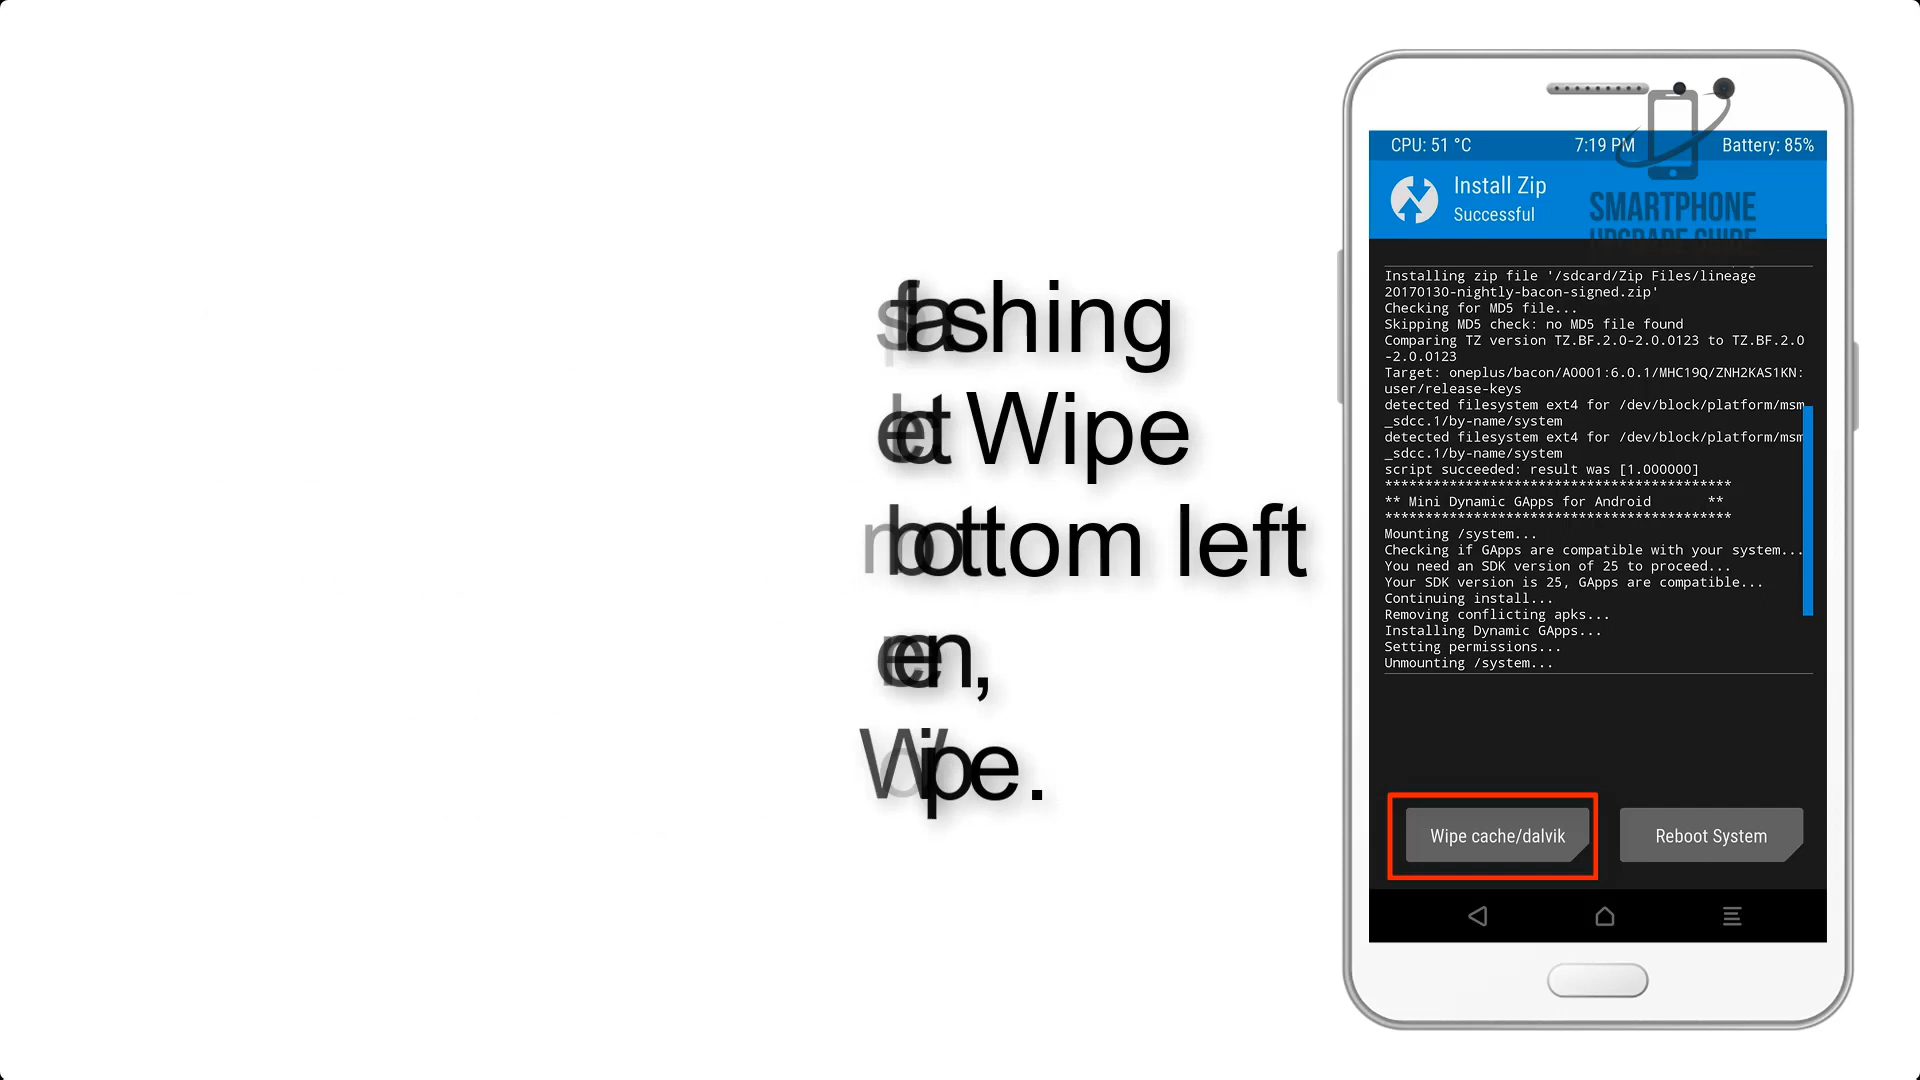 CPU: 51 °C 7:19 PM Battery: 85%
Install Zip
Successful
SMARTPHONE
UPGRADE GUIDE
Installing zip file '/sdcard/Zip Files/lineage
20170130-nightly-bacon-signed.zip'
Checking for MD5 file...
Skipping MD5 check: no MD5 file found
Comparing TZ version TZ.BF.2.0-2.0.0123 to TZ.BF.2.0
-2.0.0123
Target: oneplus/bacon/A0001:6.0.1/MHC19Q/ZNH2KAS1KN:
user/release-keys
detected filesystem ext4 for /dev/block/platform/msm
_sdcc.1/by-name/system
detected filesystem ext4 for /dev/block/platform/msm
_sdcc.1/by-name/system
script succeeded: result was [1.000000]
*******************************************
** Mini Dynamic GApps for Android **
*******************************************
Mounting /system...
Checking if GApps are compatible with your system...
You need an SDK version of 25 to proceed...
Your SDK version is 25, GApps are compatible...
Continuing install...
Removing conflicting apks...
Installing Dynamic GApps...
Setting permissions...
Unmounting /system...
Wipe cache/dalvik Reboot System
Wipe
bottom left
Wipe.